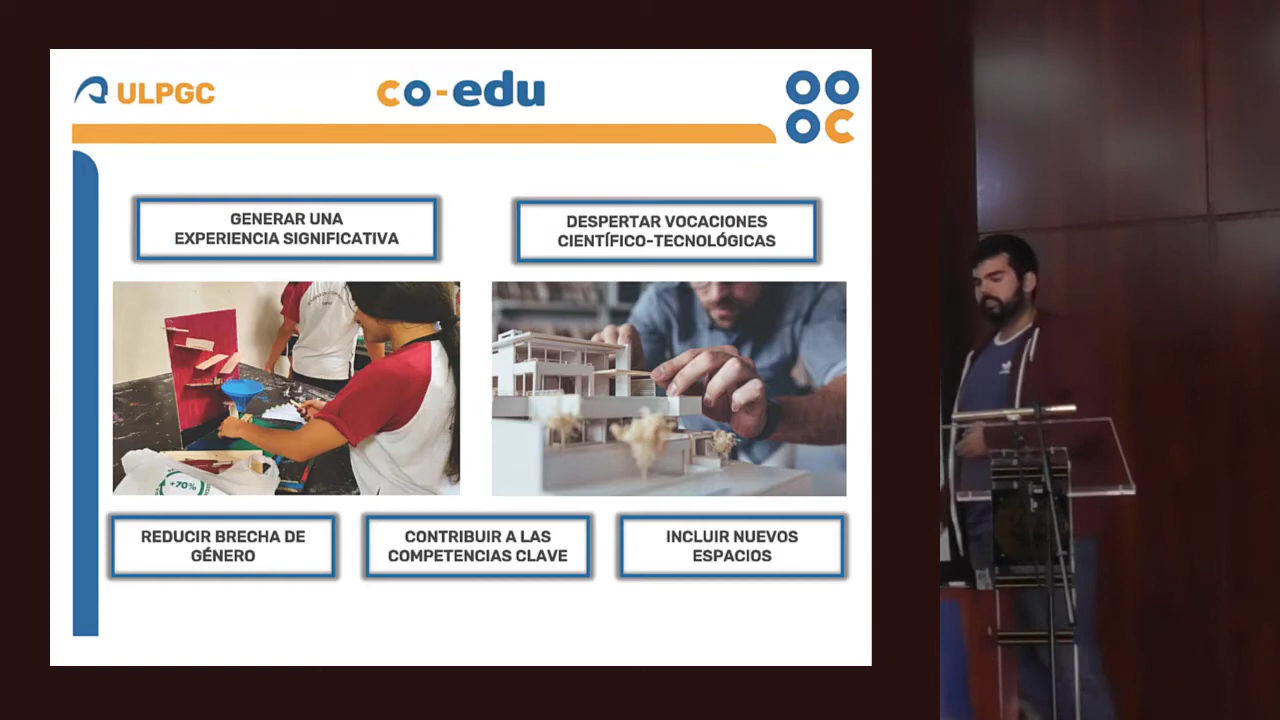 ULPGC
co-edu
GENERAR UNA
EXPERIENCIA SIGNIFICATIVA
DESPERTAR VOCACIONES
CIENTÍFICO-TECNOLÓGICAS
+70%
REDUCIR BRECHA DE
GÉNERO
CONTRIBUIR A LAS
COMPETENCIAS CLAVE
INCLUIR NUEVOS
ESPACIOS